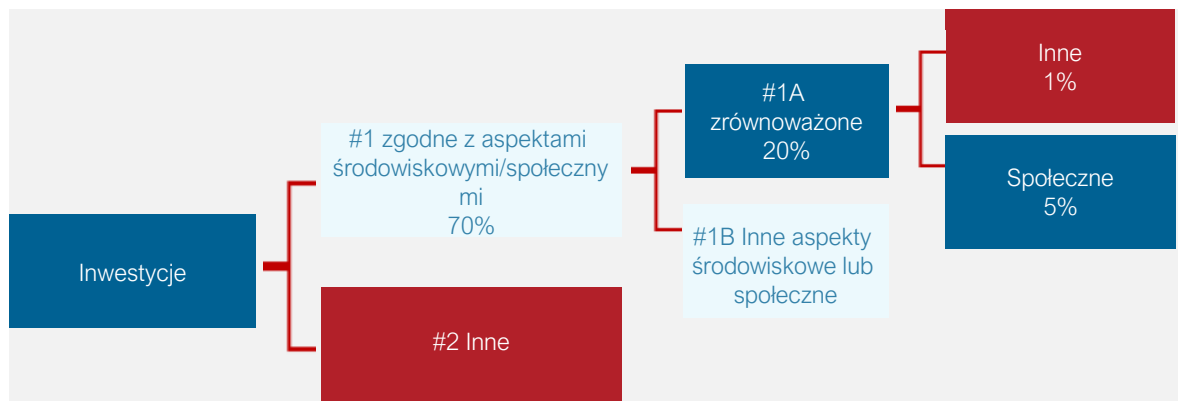 Inwestycje
#1 zgodne z aspektami
środowiskowymi/społeczny
mi
70%
#2 Inne
#1A
zrównoważone
20%
#1B Inne aspekty
środowiskowe lub
społeczne
Inne
1%
Społeczne
5%